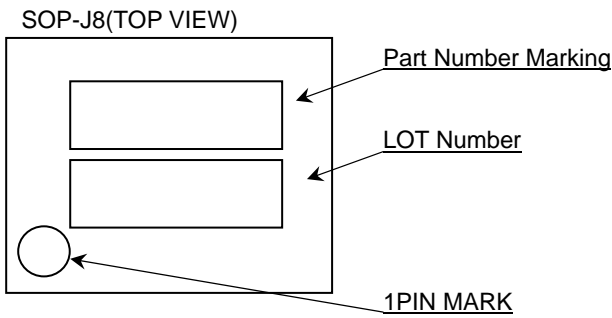 SOP-J8(TOP VIEW)
Part Number Marking
LOT Number
1PIN MARK